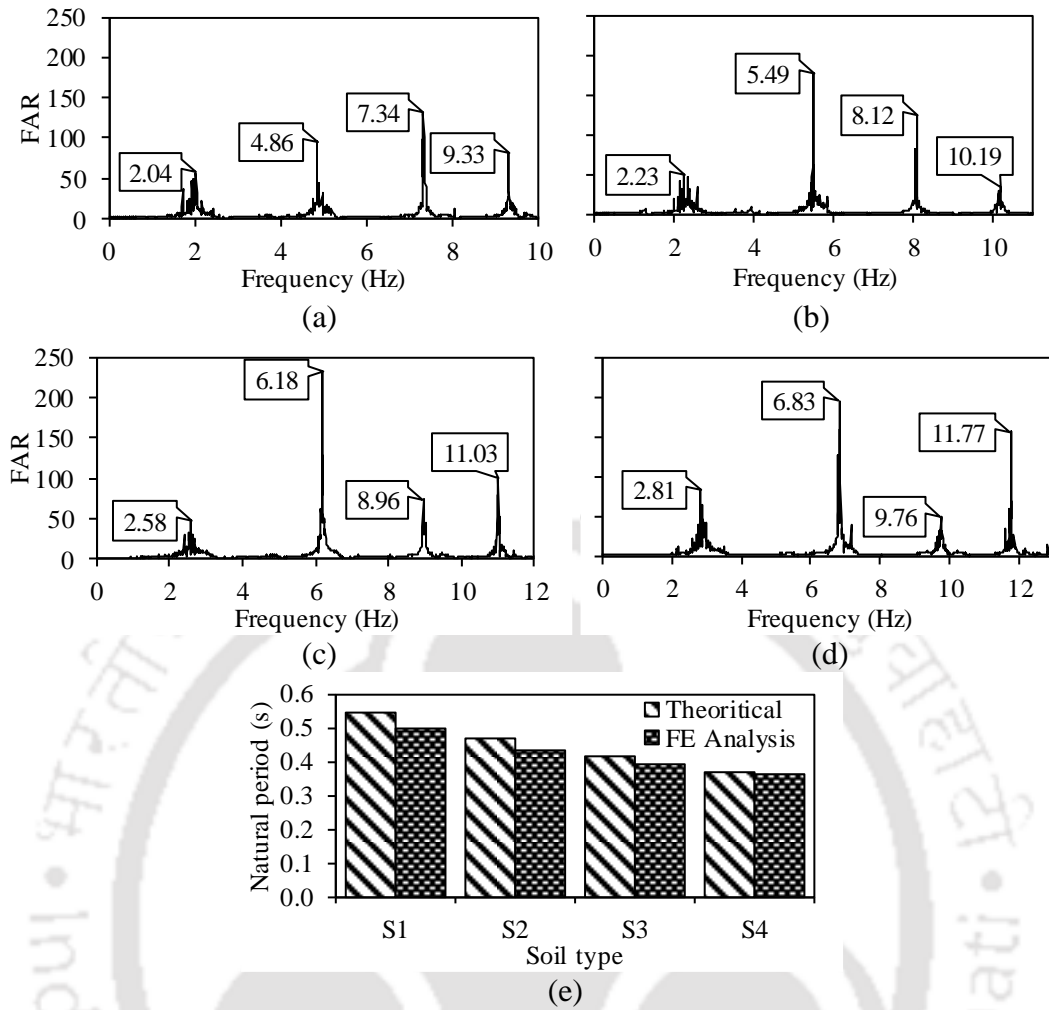 250
200
150
100
50
0
FAR
2.04
4.86
7.34
9.33
0 2 4 6 8 10
Frequency (Hz)
(a)
2.23
5.49
8.12
10.19
0 2 4 6 8 10
Frequency (Hz)
(b)
250
200
150
100
50
0
FAR
2.58
6.18
8.96
11.03
0 2 4 6 8 10 12
Frequency (Hz)
(c)
2.81
6.83
9.76
11.77
0 2 4 6 8 10 12
Frequency (Hz)
(d)
0.6
0.5
0.4
0.3
0.2
0.1
0.0
Natural period (s)
Theoritical
FE Analysis
S1 S2 S3 S4
Soil type
(e)